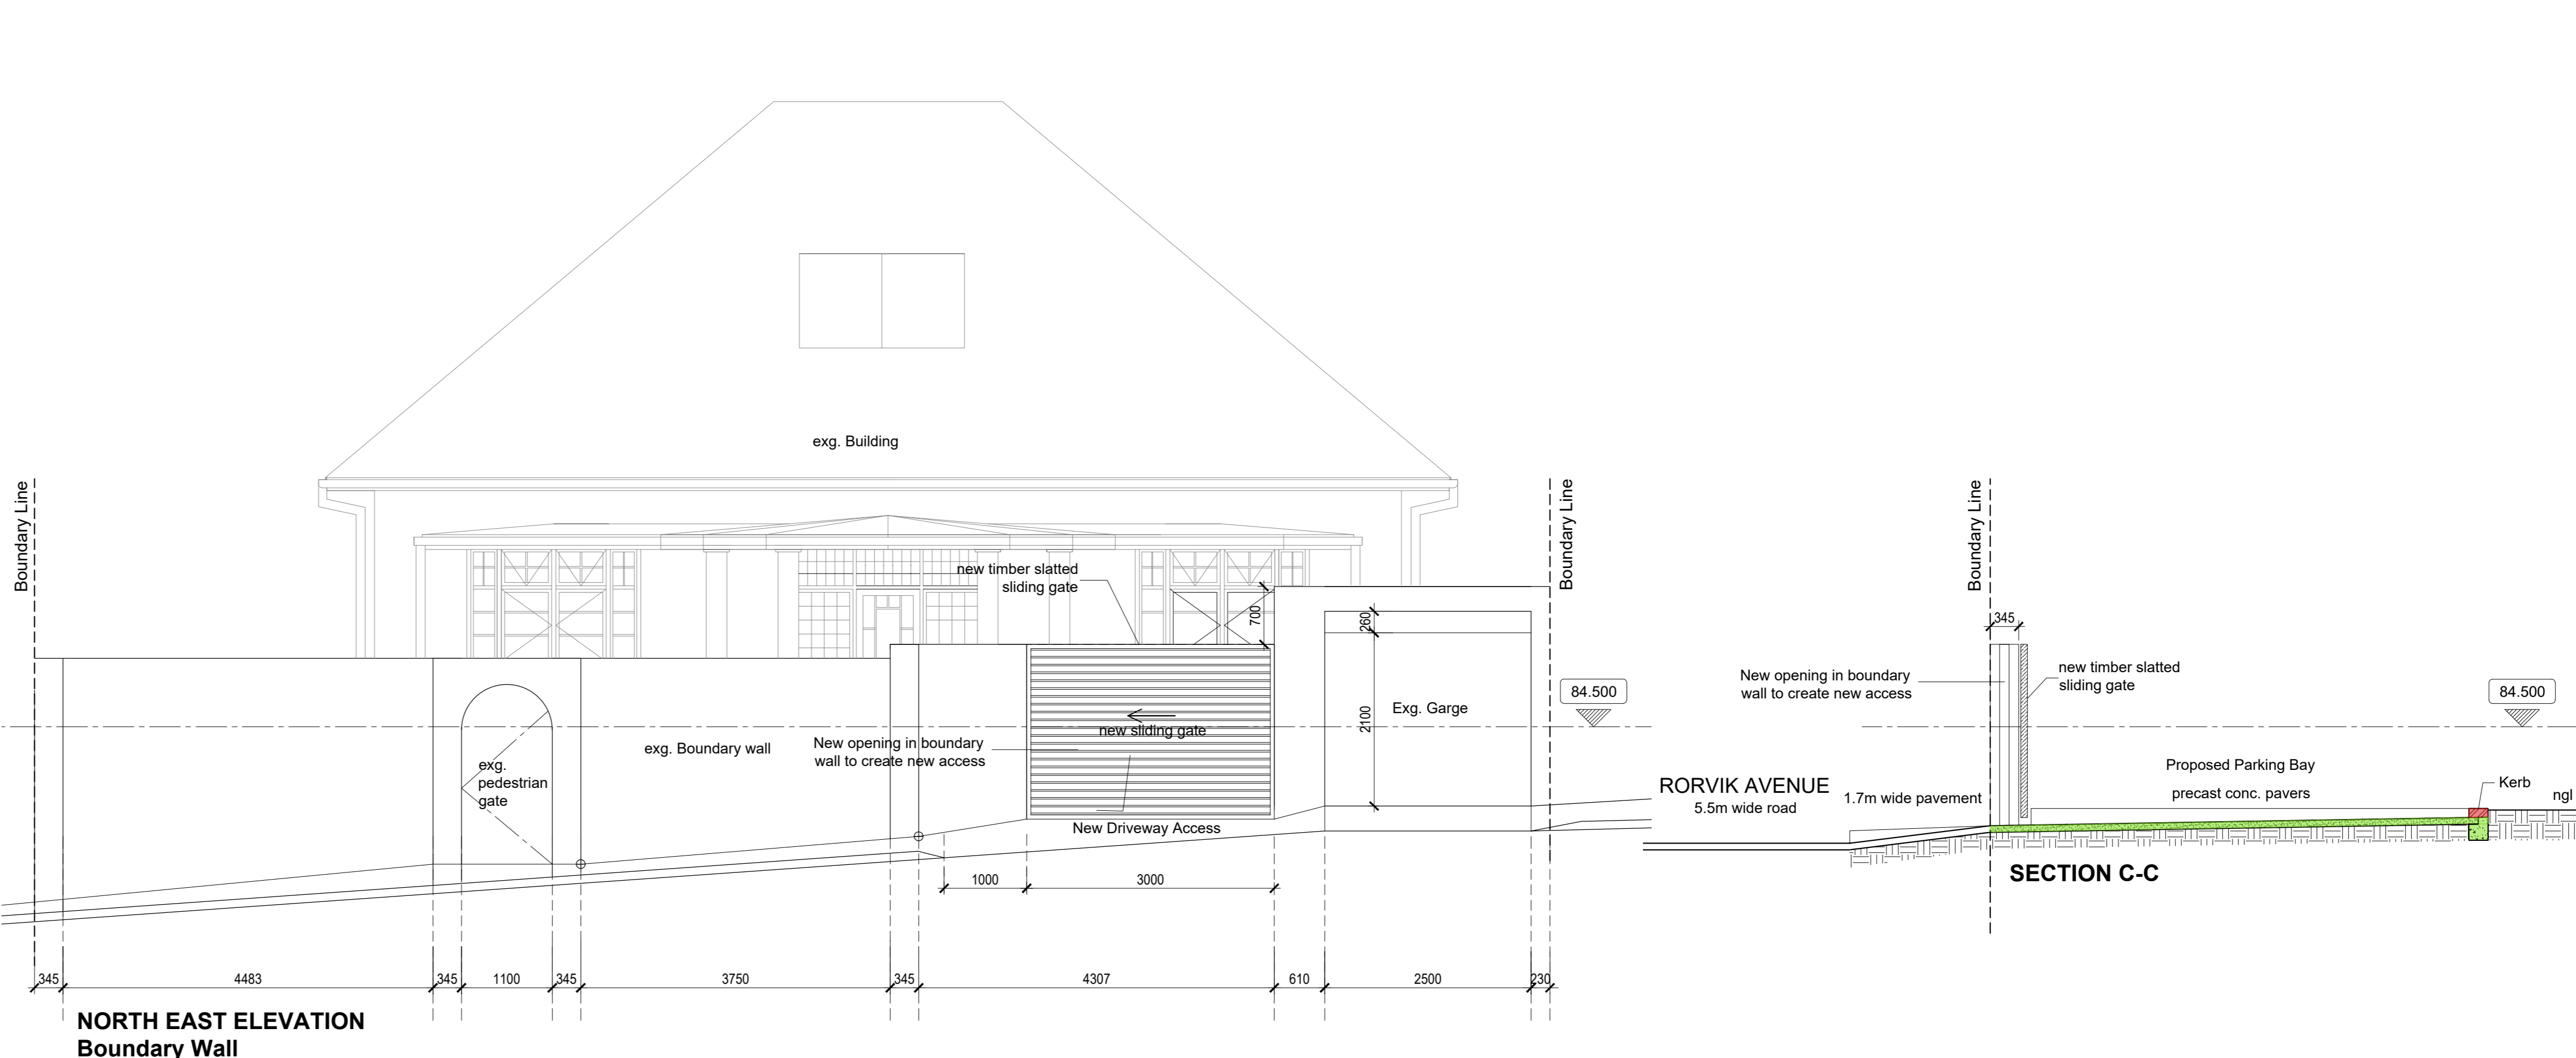 exg. Building
Boundary Line
Boundary Line
Boundary Line
new timber slatted
sliding gate
700
260
2100
345
84.500
84.500
New opening in boundary
wall to create new access
new timber slatted
sliding gate
Exg. Garge
new sliding gate
exg. Boundary wall
New opening in boundary
wall to create new access
exg.
pedestrian
gate
RORVIK AVENUE
5.5m wide road
1.7m wide pavement
Proposed Parking Bay
precast conc. pavers
Kerb
ngl
New Driveway Access
SECTION C-C
1000
3000
345
4483
345
1100
345
3750
345
4307
610
2500
230
NORTH EAST ELEVATION
Boundary Wall